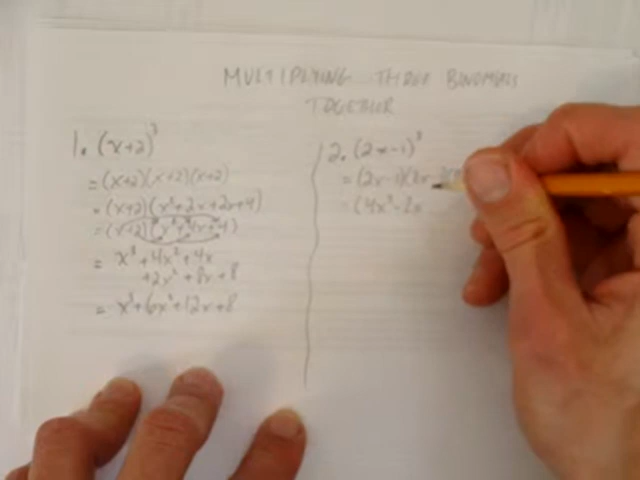 MULTIPLYING THREE BINOMIALS
TOGETHER
1. (x+2)³
= (x+2)(x+2)(x+2)
= (x+2)(x²+2x+2x+4)
= (x+2)(x²+4x+4)
= x³+4x²+4x
+2x²+8x+8
= x³+6x²+12x+8
2. (2x-1)³
= (2x-1)(2x-1)(
= (4x²-2x